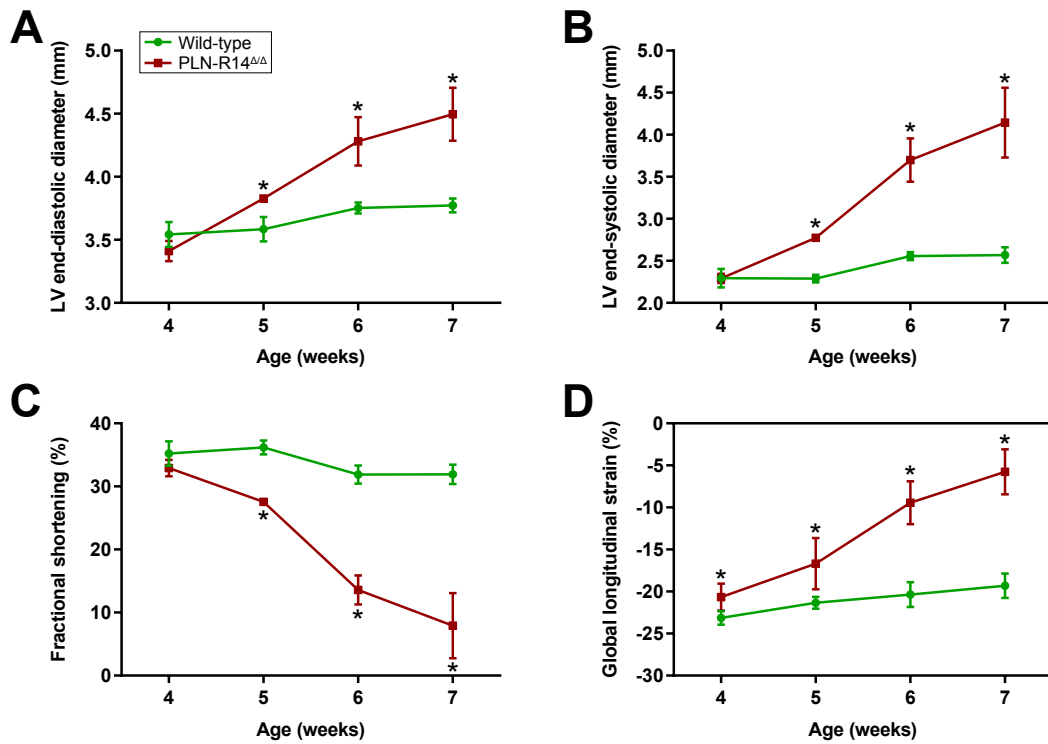 A
Wild-type
PLN-R14Δ/Δ
LV end-diastolic diameter (mm)
5.0
4.5
4.0
3.5
3.0
4 5 6 7
Age (weeks)
*
*
*
B
LV end-systolic diameter (mm)
5.0
4.5
4.0
3.5
3.0
2.5
2.0
4 5 6 7
Age (weeks)
*
*
*
C
Fractional shortening (%)
40
30
20
10
0
4 5 6 7
Age (weeks)
*
*
*
D
Global longitudinal strain (%)
0
-5
-10
-15
-20
-25
-30
4 5 6 7
Age (weeks)
*
*
*
*